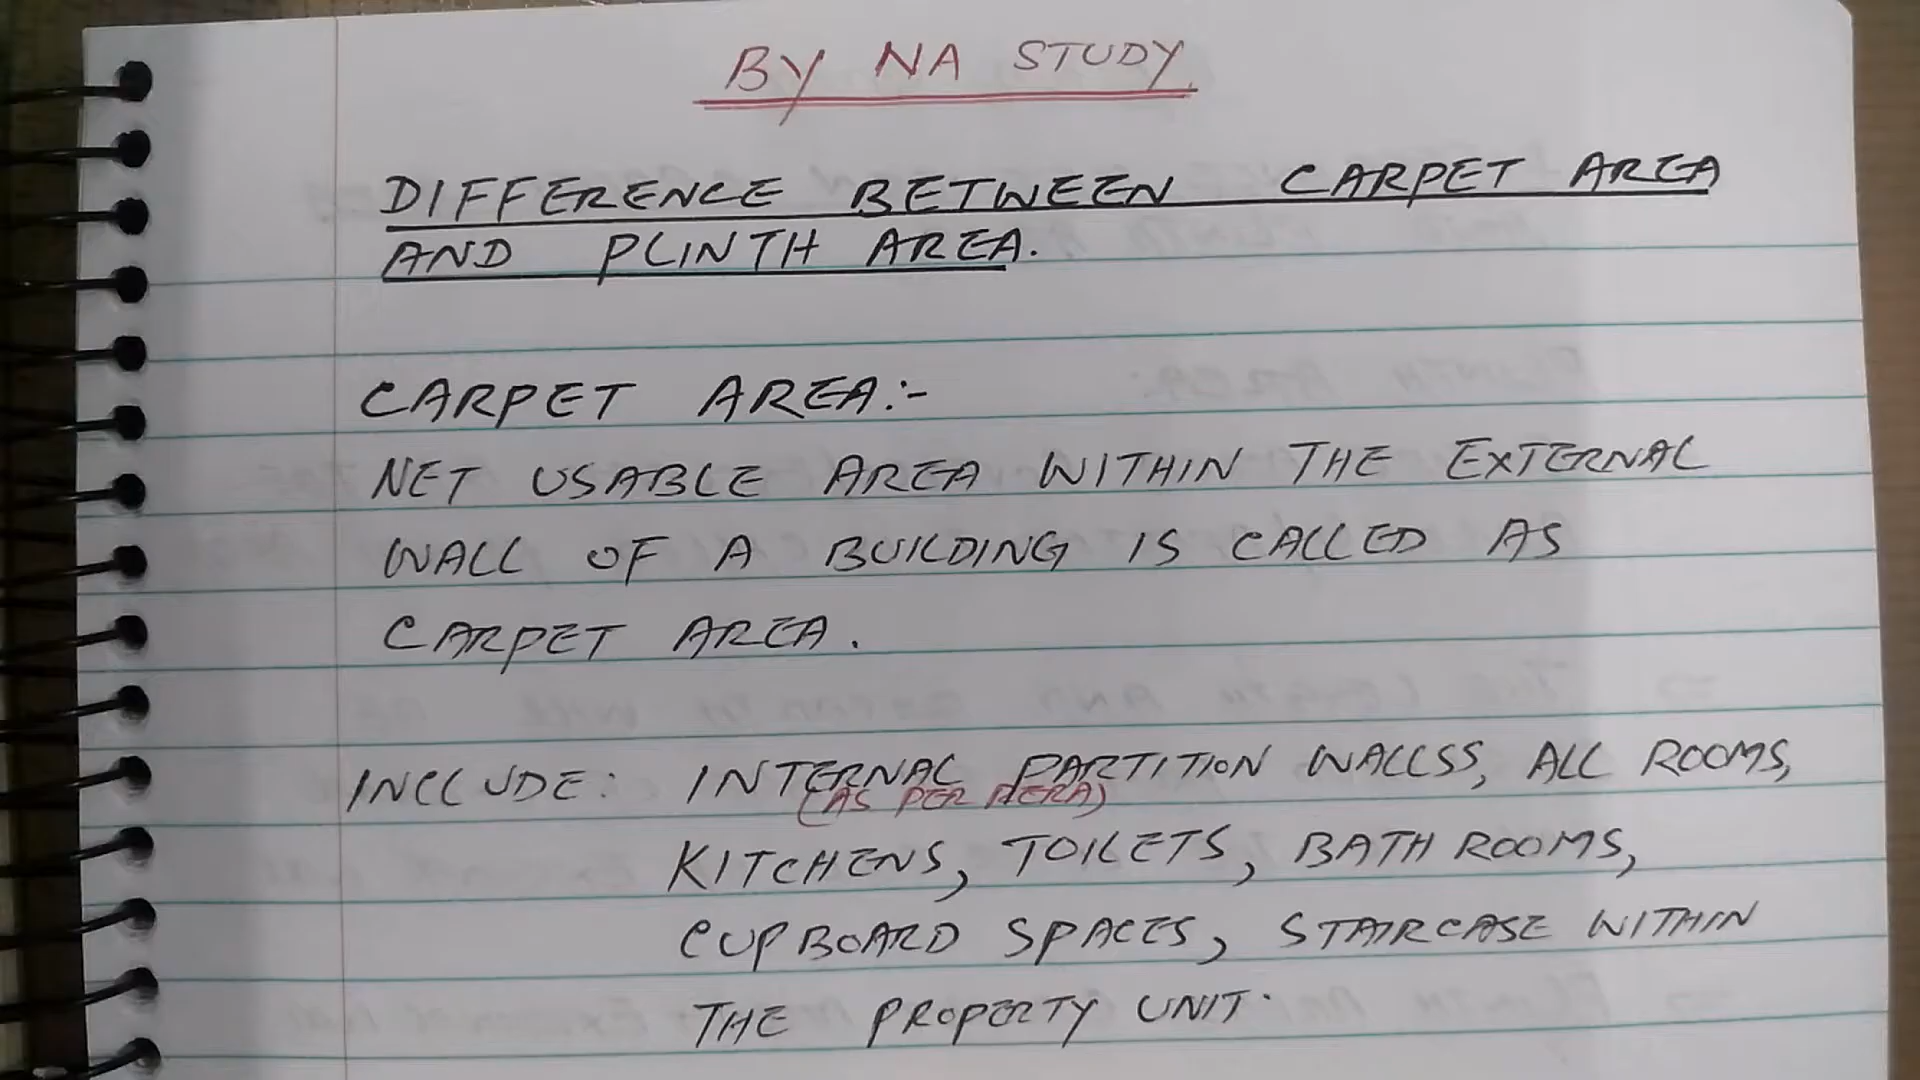 BY NA STUDY
DIFFERENCE BETWEEN CARPET AREA
AND PLINTH AREA.
CARPET AREA:-
NET USABLE AREA WITHIN THE EXTERNAL
WALL OF A BUILDING IS CALLED AS
CARPET AREA.
INCLUDE: INTERNAL PARTITION WALLSS, ALL ROOMS,
(AS PER RERA)
KITCHENS, TOILETS, BATH ROOMS,
CUPBOARD SPACES, STAIRCASE WITHIN
THE PROPERTY UNIT.